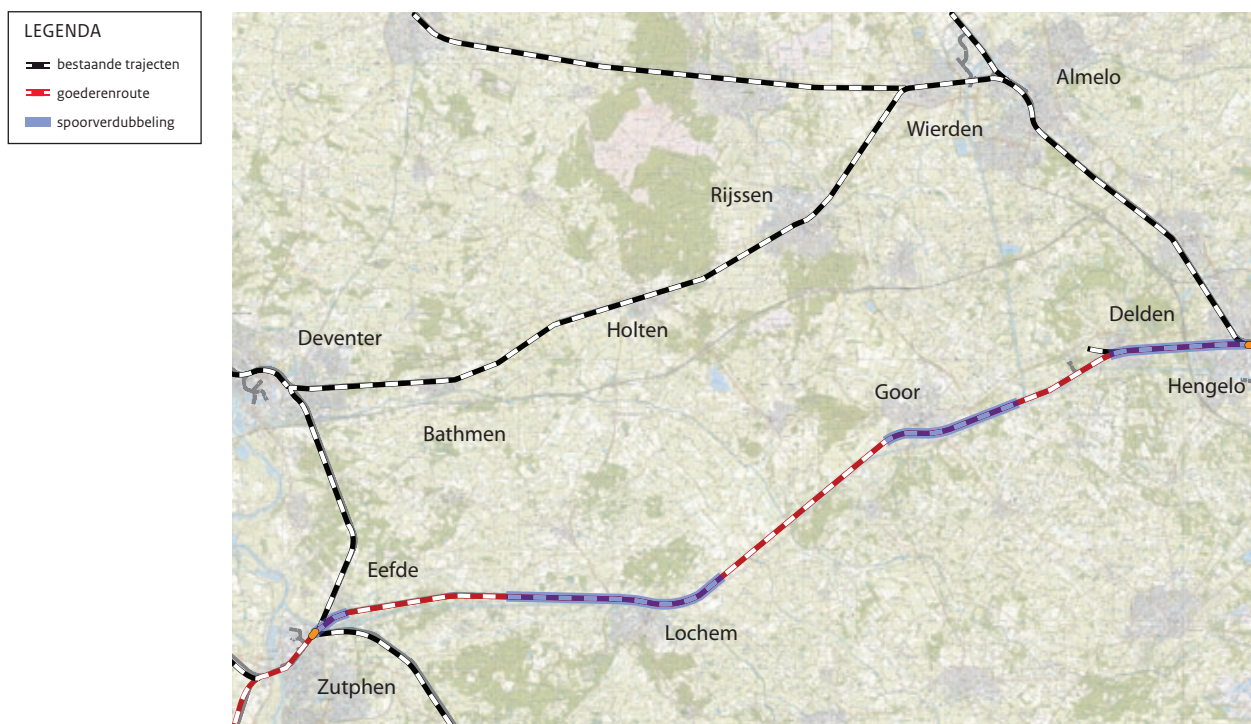 LEGENDA
bestaande trajecten
goederenroute
spoorverdubbeling
Almelo
Wierden
Rijssen
Delden
Holten
Deventer
Hengelo
Goor
Bathmen
Eefde
Lochem
Zutphen